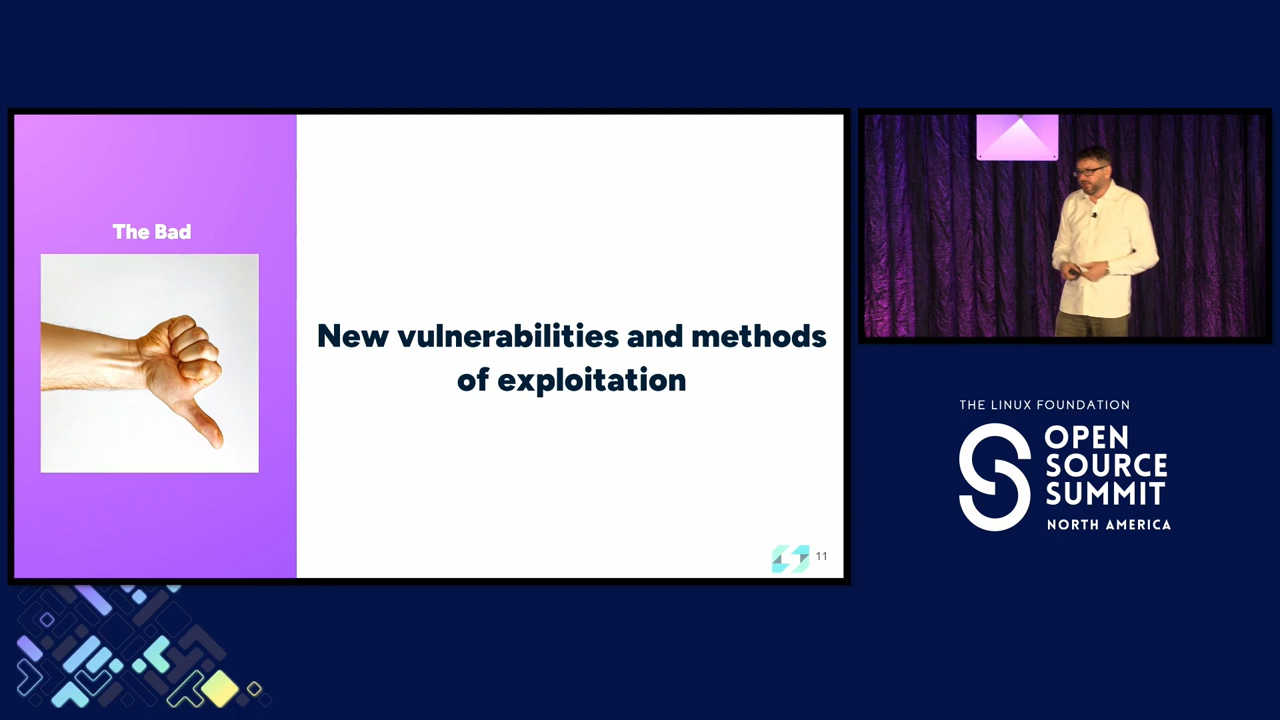 The Bad
New vulnerabilities and methods
of exploitation
11
THE LINUX FOUNDATION
OPEN
SOURCE
SUMMIT
NORTH AMERICA